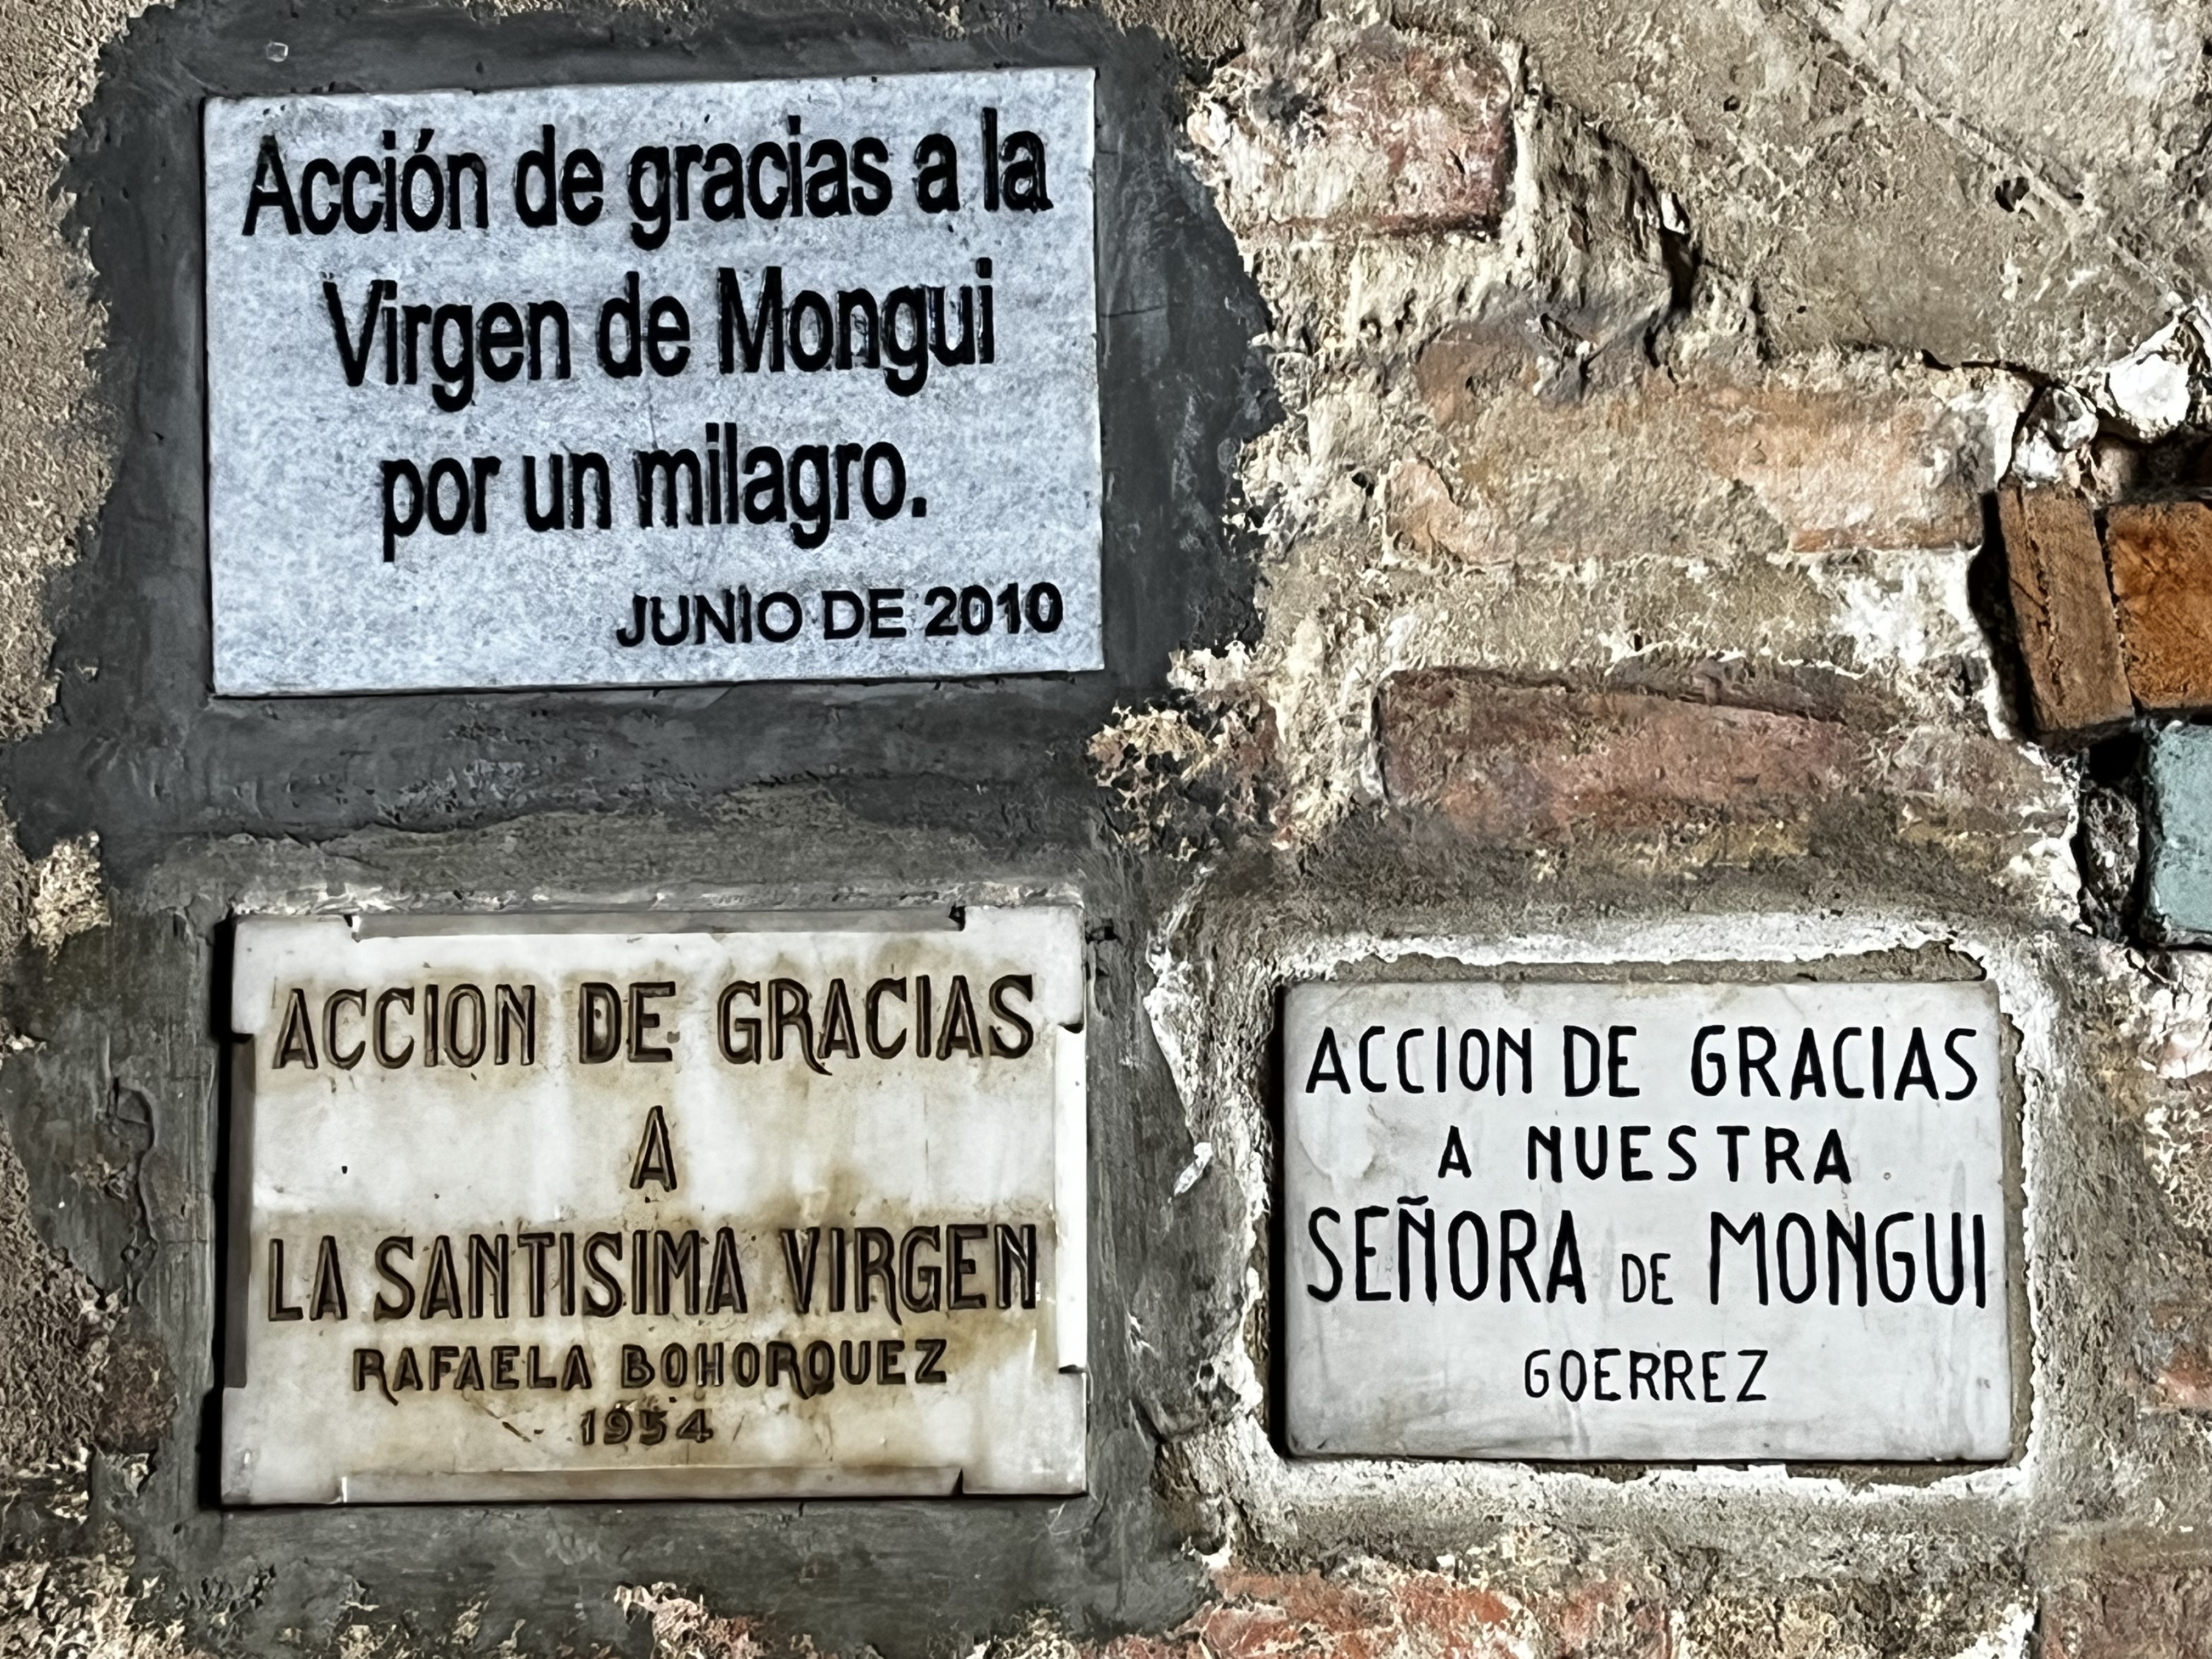 Acción de gracias a la
Virgen de Mongui
por un milagro.
JUNIO DE 2010
ACCION DE GRACIAS
A
LA SANTISIMA VIRGEN
RAFAELA BOHORQUEZ
1954
ACCION DE GRACIAS
A NUESTRA
SEÑORA DE MONGUI
GOERREZ